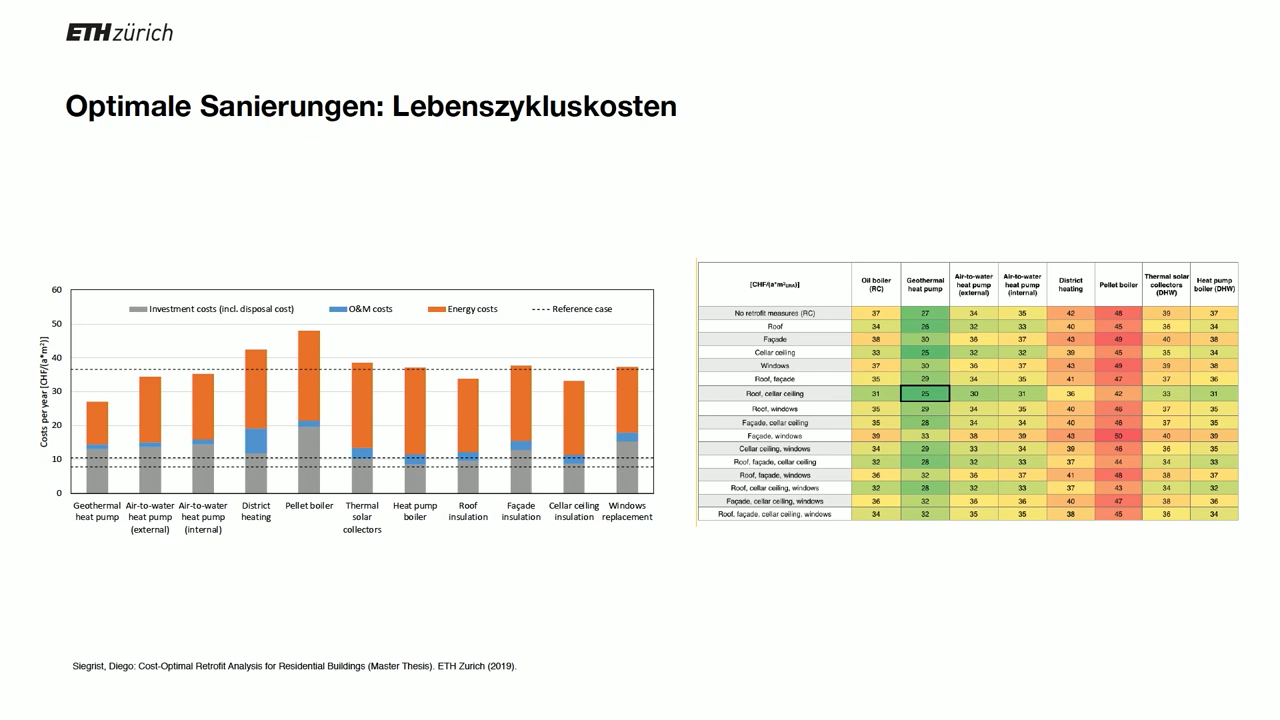 ETH zürich
Optimale Sanierungen: Lebenszykluskosten
Costs per year [CHF/(a*m²)]
60
50
40
30
20
10
0
Investment costs (incl. disposal cost) O&M costs Energy costs Reference case
Geothermal heat pump
Air-to-water heat pump (external)
Air-to-water heat pump (internal)
District heating
Pellet boiler
Thermal solar collectors
Heat pump boiler
Roof insulation
Façade insulation
Cellar ceiling insulation
Windows replacement
[CHF/(a*m²ERA)] Oil boiler (RC) Geothermal heat pump Air-to-water heat pump (external) Air-to-water heat pump (internal) District heating Pellet boiler Thermal solar collectors (DHW) Heat pump boiler (DHW)
No retrofit measures (RC) 37 27 34 35 42 48 39 37
Roof 34 26 32 33 40 45 36 34
Façade 38 30 36 37 43 49 40 38
Cellar ceiling 33 25 32 32 39 45 35 34
Windows 37 30 36 37 43 49 39 38
Roof, façade 35 29 34 35 41 47 37 36
Roof, cellar ceiling 31 25 30 31 36 42 33 31
Roof, windows 35 29 34 35 40 46 37 35
Façade, cellar ceiling 35 28 34 34 40 46 37 35
Façade, windows 39 33 38 39 43 50 40 39
Cellar ceiling, windows 34 29 33 34 39 46 36 35
Roof, façade, cellar ceiling 32 28 32 32 37 44 34 33
Roof, façade, windows 36 32 36 37 41 48 38 37
Roof, cellar ceiling, windows 32 28 32 33 37 43 34 32
Façade, cellar ceiling, windows 36 32 36 36 40 47 38 36
Roof, façade, cellar ceiling, windows 34 32 35 35 38 45 36 34
Siegrist, Diego: Cost-Optimal Retrofit Analysis for Residential Buildings (Master Thesis). ETH Zurich (2019).